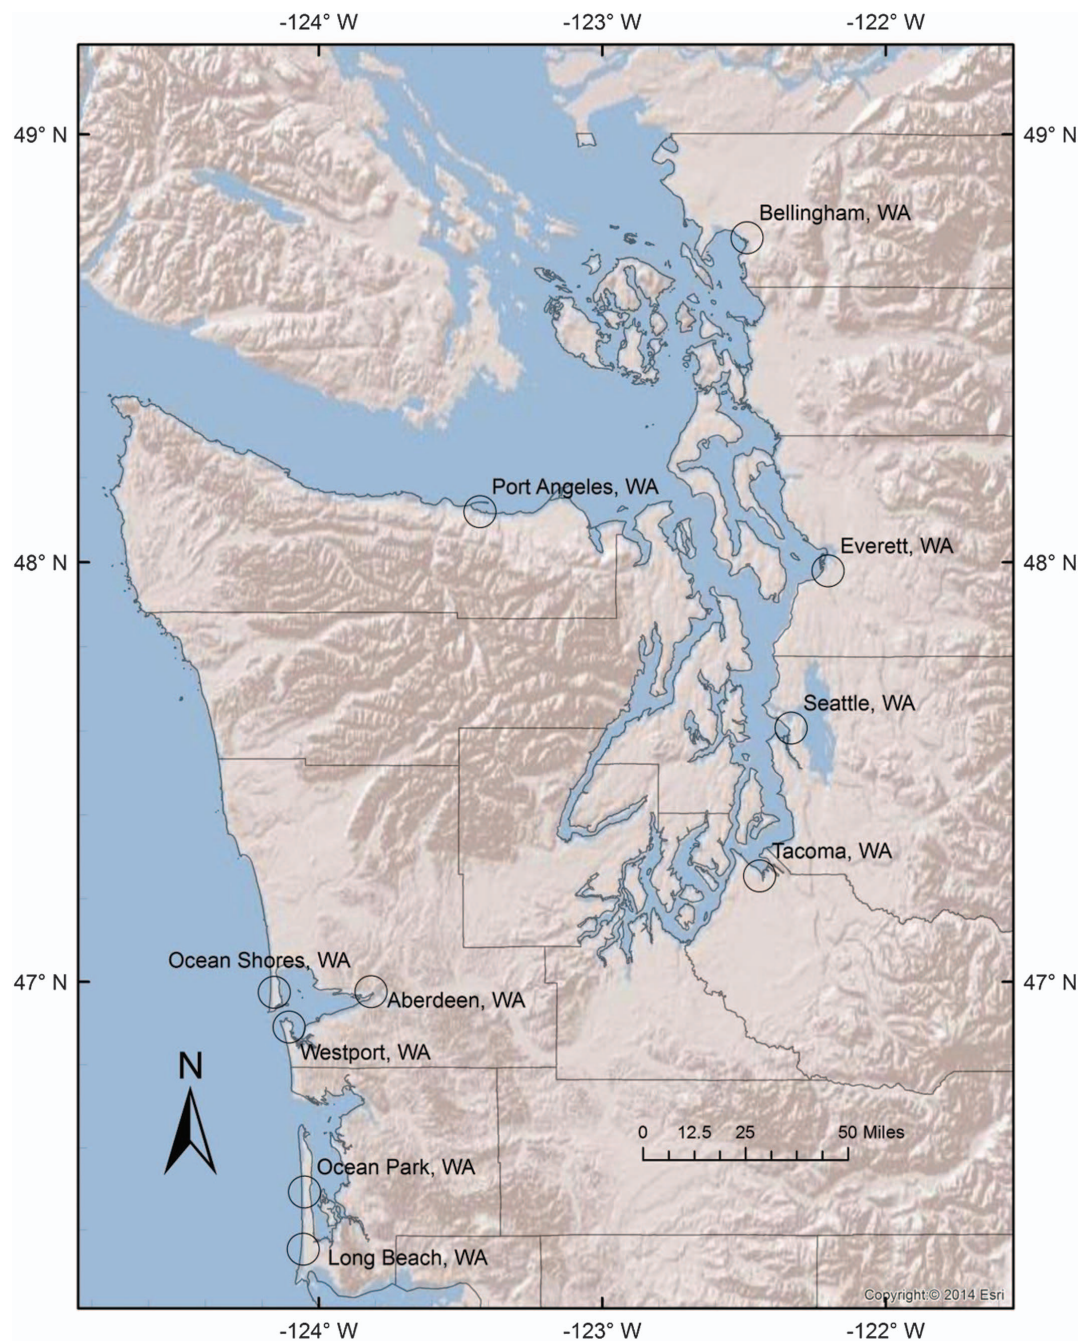 -124° W -123° W -122° W
49° N 49° N
Bellingham, WA
Port Angeles, WA
Everett, WA
48° N 48° N
Seattle, WA
Tacoma, WA
Ocean Shores, WA
47° N 47° N
Aberdeen, WA
Westport, WA
N
0 12.5 25 50 Miles
Ocean Park, WA
Long Beach, WA
Copyright:© 2014 Esri
-124° W -123° W -122° W